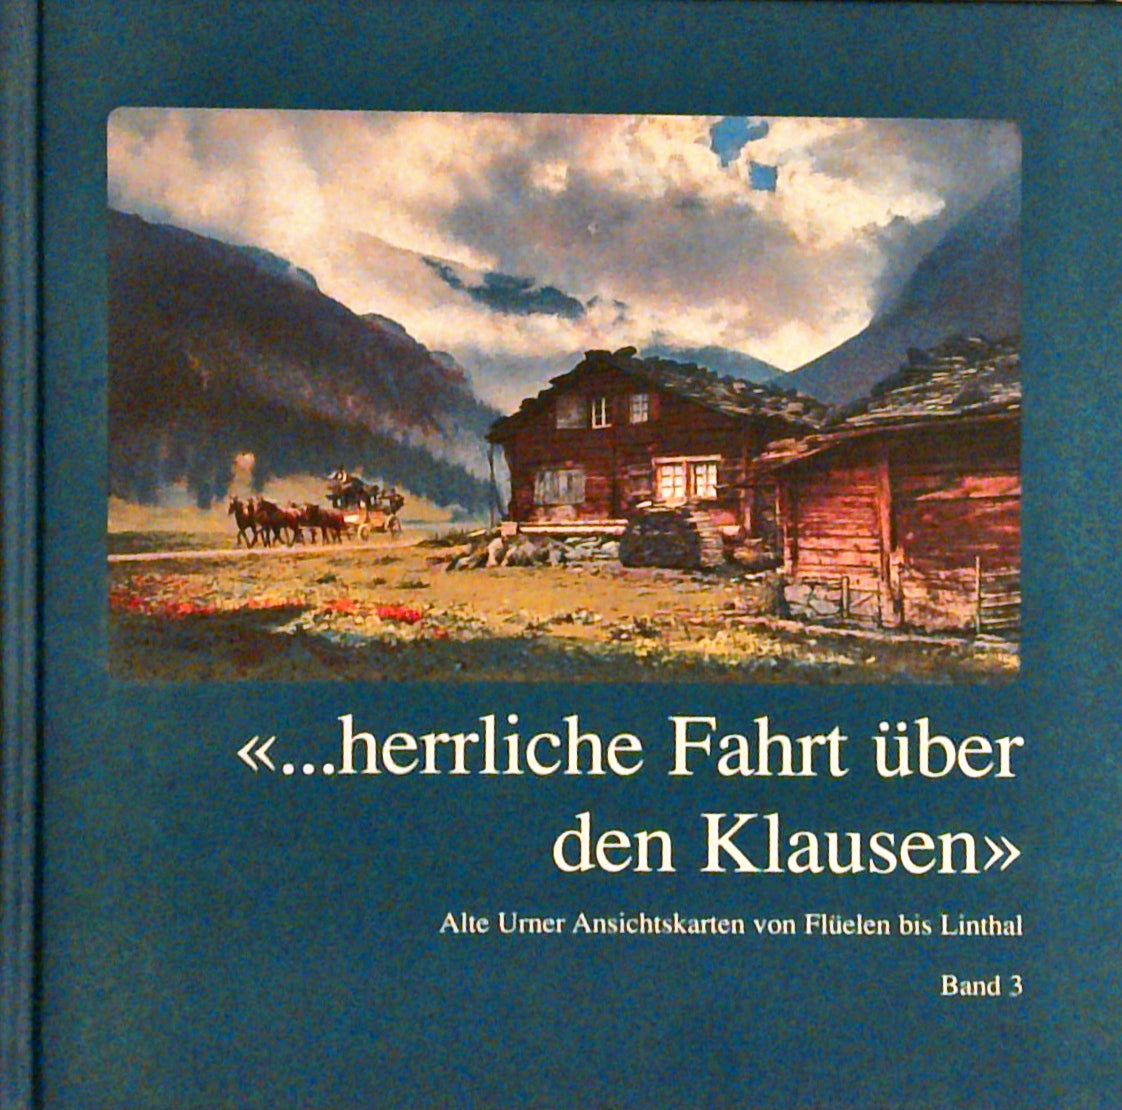 «...herrliche Fahrt über
den Klausen»
Alte Urner Ansichtskarten von Flüelen bis Linthal
Band 3